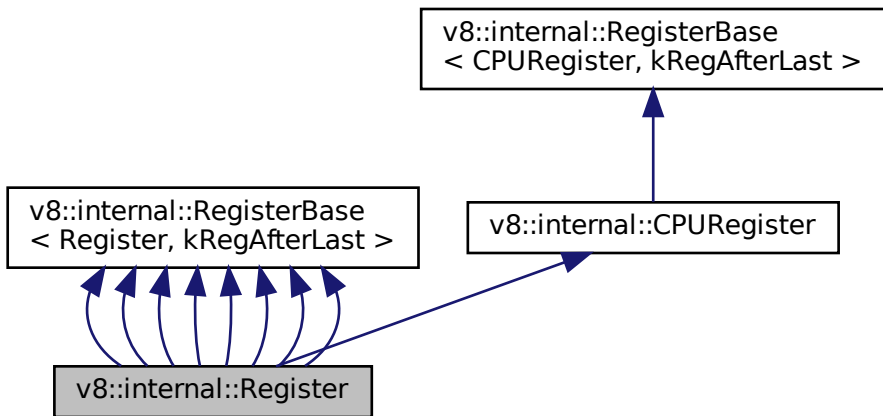 v8::internal::RegisterBase
< CPURegister, kRegAfterLast >
v8::internal::RegisterBase
< Register, kRegAfterLast >
v8::internal::CPURegister
v8::internal::Register